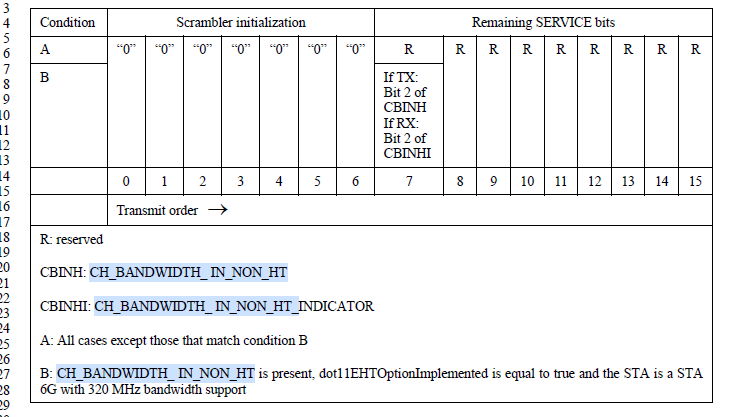 3
4 Condition Scrambler initialization Remaining SERVICE bits
5
6 A “0” “0” “0” “0” “0” “0” “0” R R R R R R R R R
7 B If TX:
8 Bit 2 of
9 CBINH
10 If RX:
11 Bit 2 of
12 CBINHI
13
14 0 1 2 3 4 5 6 7 8 9 10 11 12 13 14 15
15
16 Transmit order →
17
18 R: reserved
19
20 CBINH: CH_BANDWIDTH_ IN_NON_HT
21
22 CBINHI: CH_BANDWIDTH_ IN_NON_HT_INDICATOR
23
24
25 A: All cases except those that match condition B
26
27 B: CH_BANDWIDTH_ IN_NON_HT is present, dot11EHTOptionImplemented is equal to true and the STA is a STA
28 6G with 320 MHz bandwidth support
29